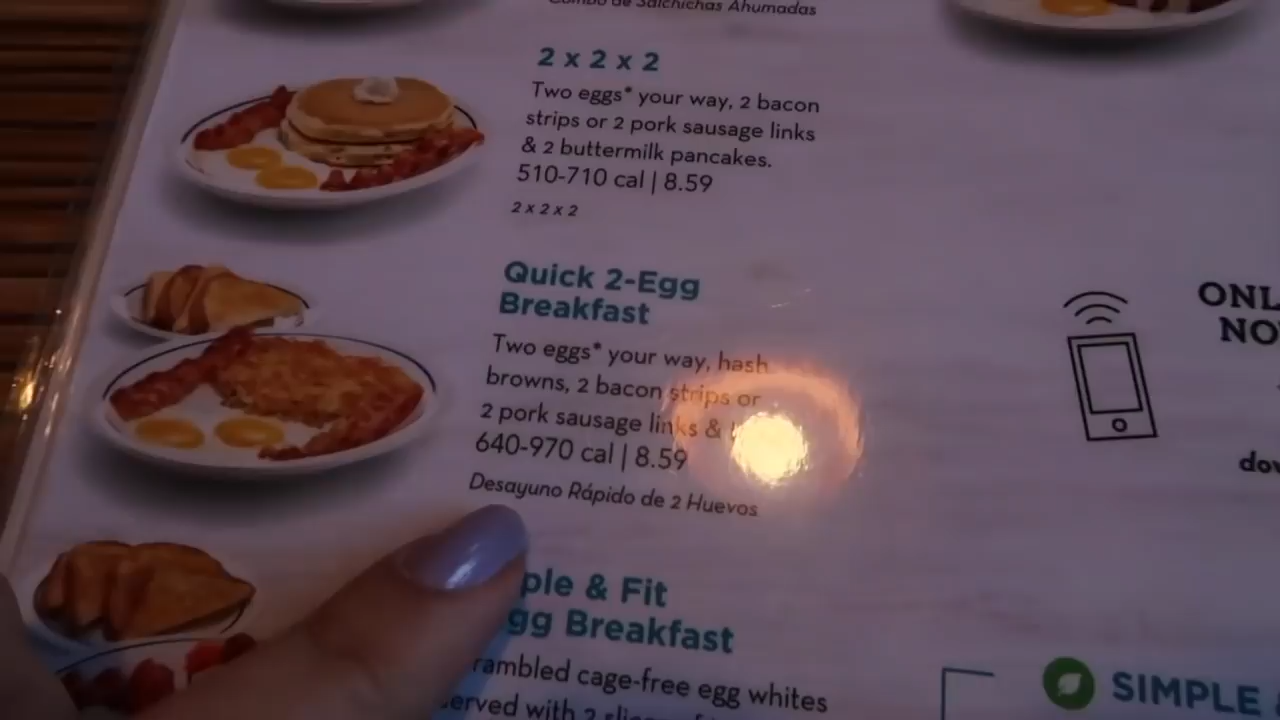 Combo de Salchichas Ahumadas
2 x 2 x 2
Two eggs* your way, 2 bacon
strips or 2 pork sausage links
& 2 buttermilk pancakes.
510-710 cal | 8.59
2 x 2 x 2
Quick 2-Egg
Breakfast
Two eggs* your way, hash
browns, 2 bacon strips or
2 pork sausage links &
640-970 cal | 8.59
Desayuno Rápido de 2 Huevos
ple & Fit
gg Breakfast
rambled cage-free egg whites
erved with 2
ONL
NO
dow
SIMPLE